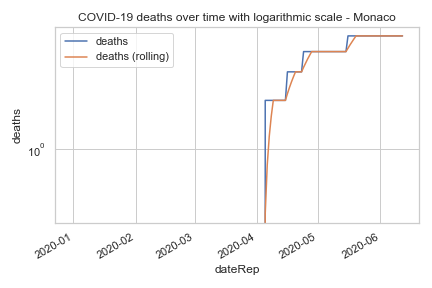 COVID-19 deaths over time with logarithmic scale - Monaco
deaths
deaths (rolling)
deaths
10⁰
2020-01
2020-02
2020-03
2020-04
2020-05
2020-06
dateRep